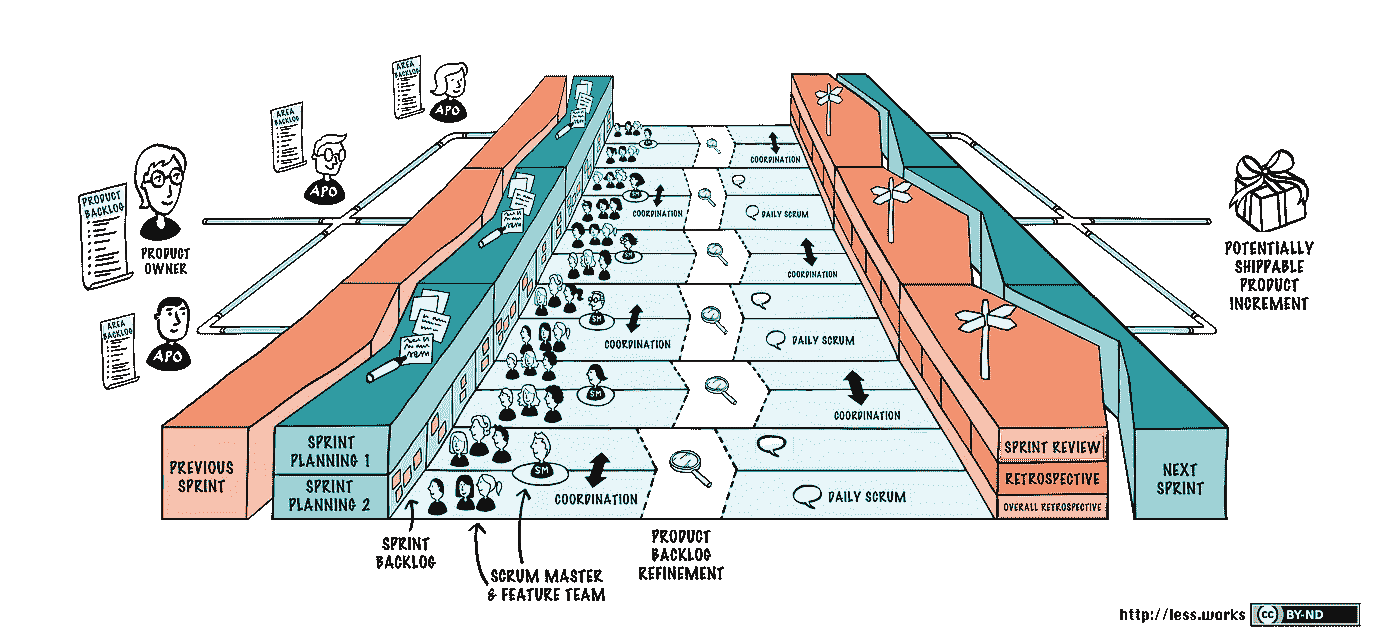 AREA
BACKLOG
APO
AREA
BACKLOG
APO
PRODUCT
BACKLOG
PRODUCT
OWNER
AREA
BACKLOG
APO
COORDINATION
COORDINATION
DAILY SCRUM
COORDINATION
COORDINATION
DAILY SCRUM
SM
SM
COORDINATION
POTENTIALLY
SHIPPABLE
PRODUCT
INCREMENT
PREVIOUS
SPRINT
SPRINT
PLANNING 1
SPRINT
PLANNING 2
SM
COORDINATION
DAILY SCRUM
SPRINT REVIEW
RETROSPECTIVE
OVERALL RETROSPECTIVE
NEXT
SPRINT
SPRINT
BACKLOG
SCRUM MASTER
& FEATURE TEAM
PRODUCT
BACKLOG
REFINEMENT
http://less.works
cc BY-ND